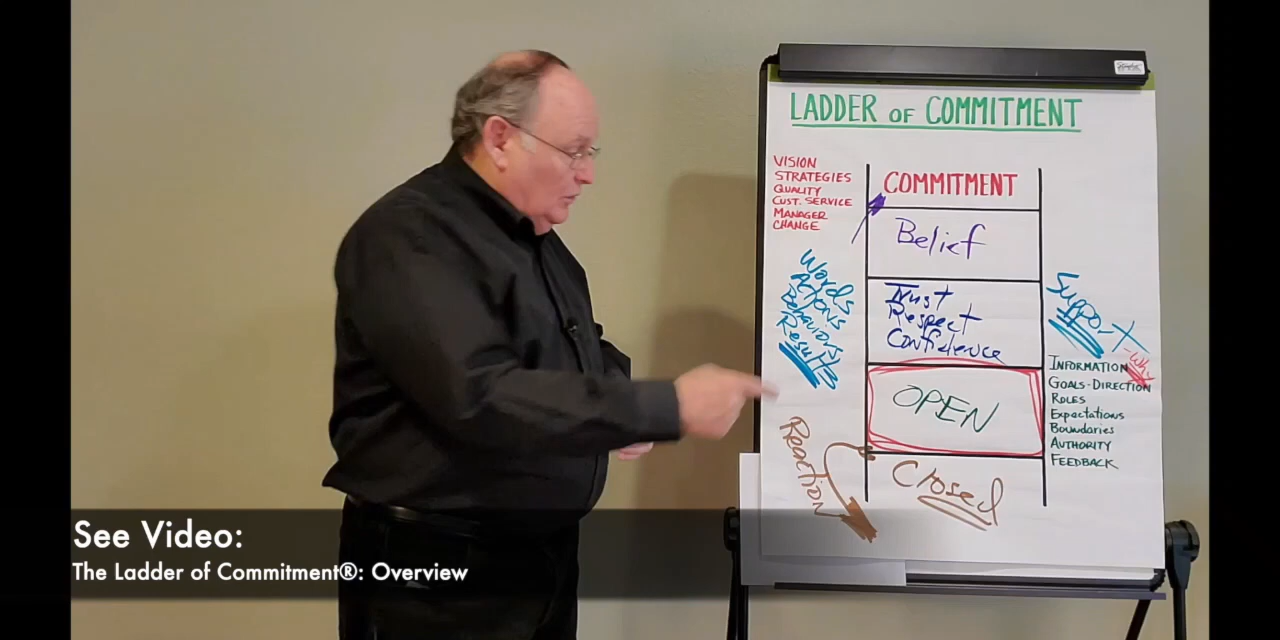 LADDER OF COMMITMENT
VISION
STRATEGIES
QUALITY
CUST. SERVICE
MANAGER
CHANGE
COMMITMENT
Belief
Trust
Respect
Confidence
OPEN
Closed
Words
Actions
Behaviors
Results
Reaction
Support
-Why
INFORMATION
GOALS-DIRECTION
ROLES
Expectations
Boundaries
AUTHORITY
FEEDBACK
See Video:
The Ladder of Commitment®: Overview